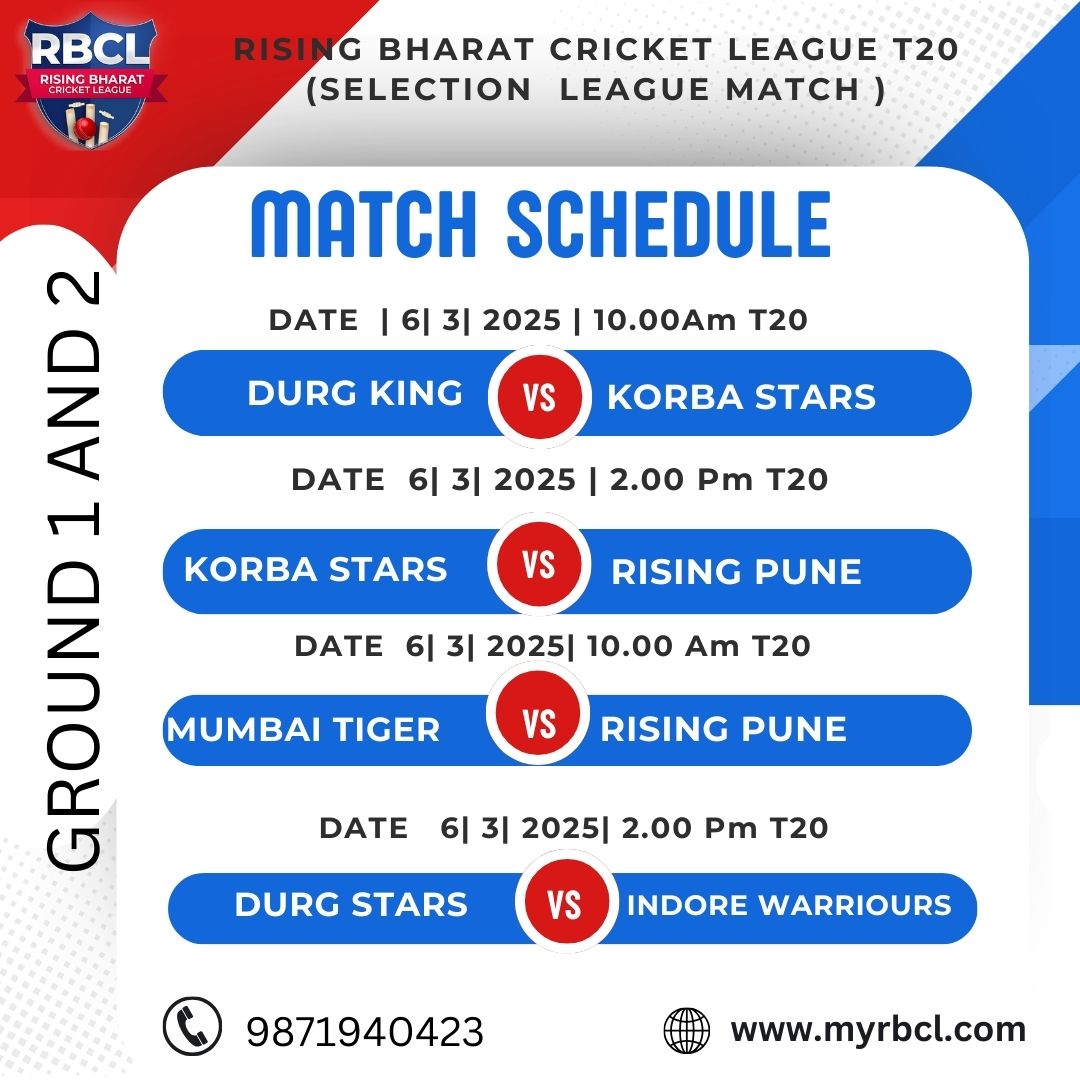 RBCL
RISING BHARAT
CRICKET LEAGUE
RISING BHARAT CRICKET LEAGUE T20
(SELECTION LEAGUE MATCH )
MATCH SCHEDULE
GROUND 1 AND 2
DATE | 6| 3| 2025 | 10.00Am T20
DURG KING VS KORBA STARS
DATE 6| 3| 2025 | 2.00 Pm T20
KORBA STARS VS RISING PUNE
DATE 6| 3| 2025| 10.00 Am T20
MUMBAI TIGER VS RISING PUNE
DATE 6| 3| 2025| 2.00 Pm T20
DURG STARS VS INDORE WARRIOURS
9871940423
www.myrbcl.com